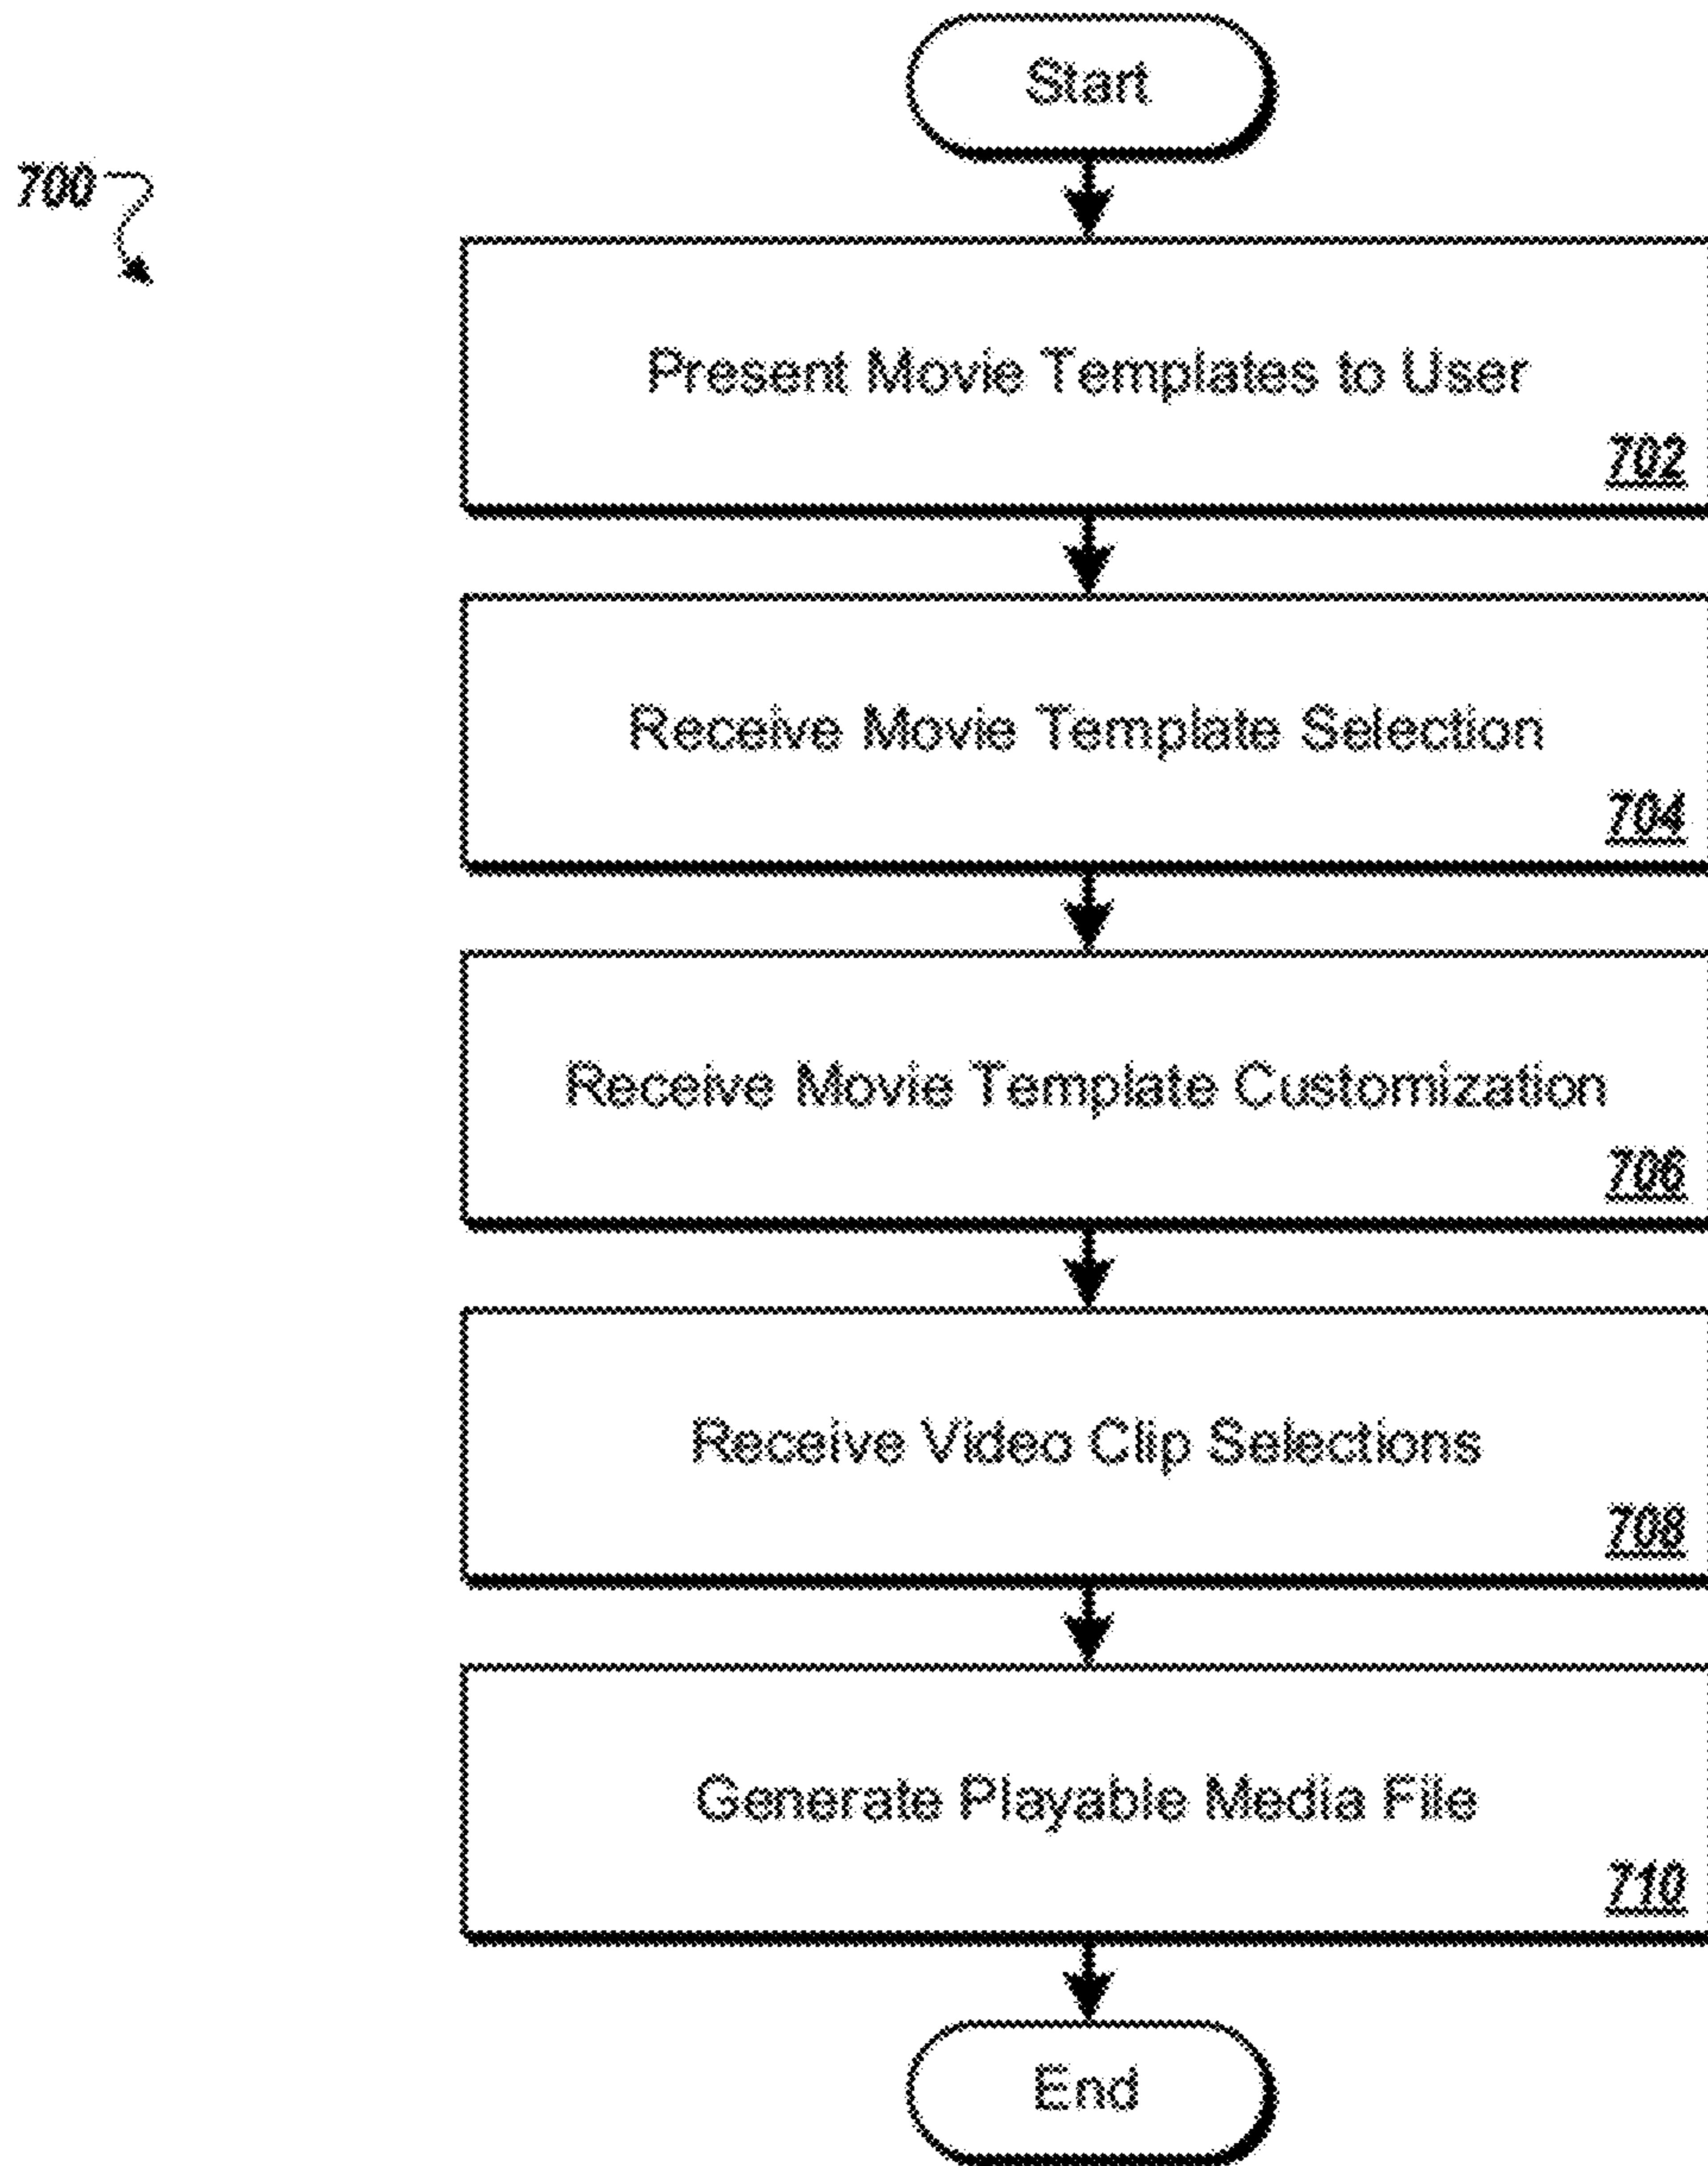 Start
700
Present Movie Templates to User
702
Receive Movie Template Selection
704
Receive Movie Template Customization
706
Receive Video Clip Selections
708
Generate Playable Media File
710
End